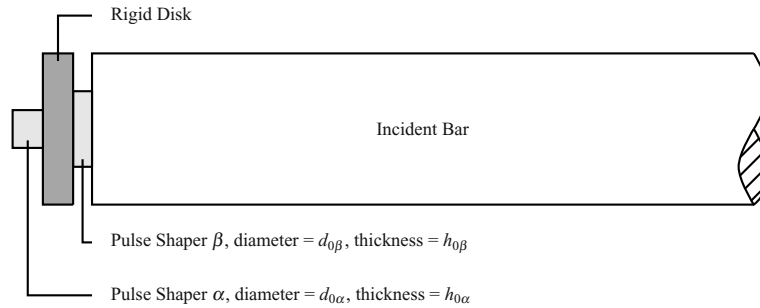 Rigid Disk
Incident Bar
Pulse Shaper β, diameter = d₀β, thickness = h₀β
Pulse Shaper α, diameter = d₀α, thickness = h₀α